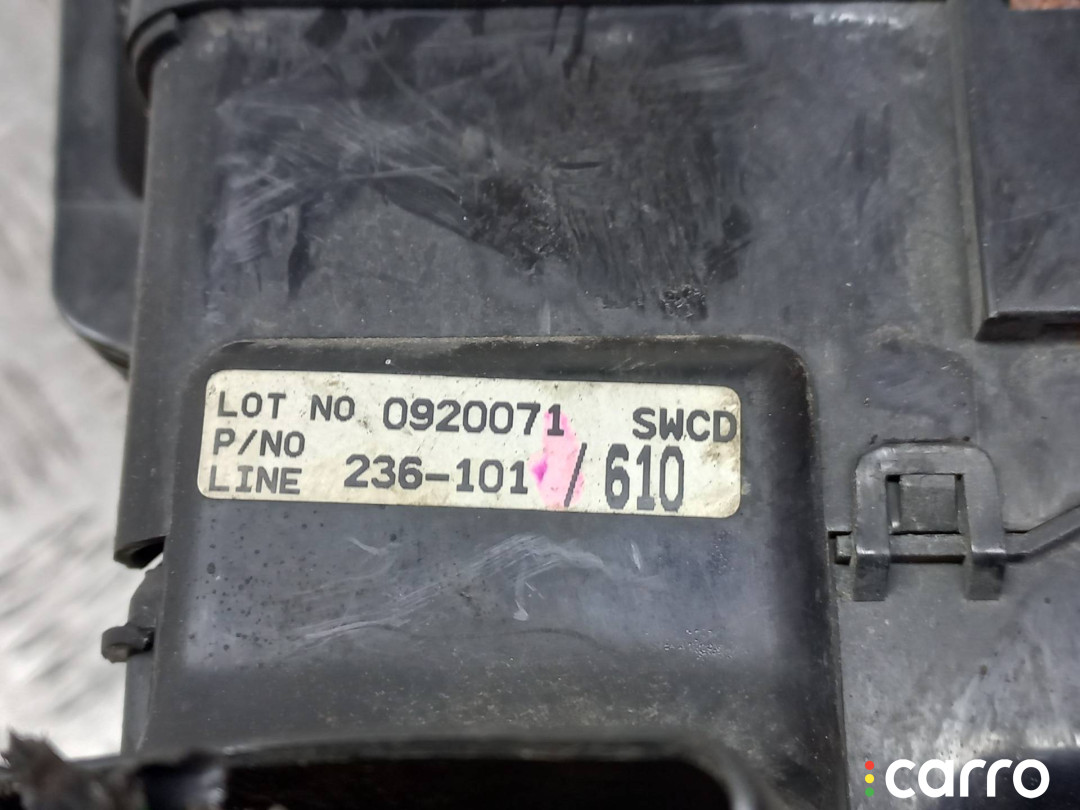 LOT NO 0920071 SWCD
P/NO
LINE 236-101 / 610
carro